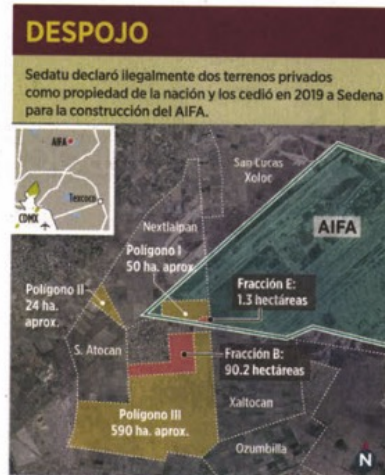 DESPOJO
Sedatu declaró ilegalmente dos terrenos privados
como propiedad de la nación y los cedió en 2019 a Sedena
para la construcción del AIFA.
AIFA
Texcoco
CDMX
San Lucas
Xoloc
Nextlalpan
AIFA
Polígono I
50 ha. aprox.
Fracción E:
1.3 hectáreas
Polígono II
24 ha.
aprox.
S. Atocan
Fracción B:
90.2 hectáreas
Xaltocan
Polígono III
590 ha. aprox.
Ozumbilla
N